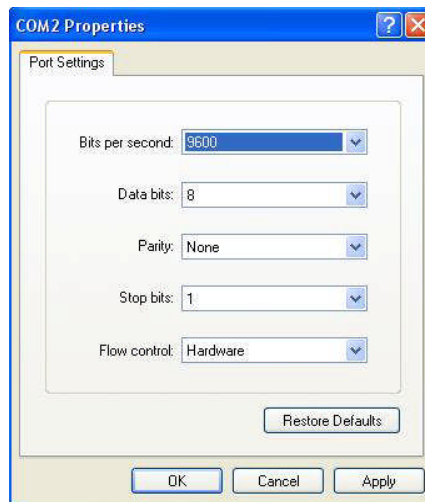 COM2 Properties
Port Settings
Bits per second: 9600
Data bits: 8
Parity: None
Stop bits: 1
Flow control: Hardware
Restore Defaults
OK Cancel Apply